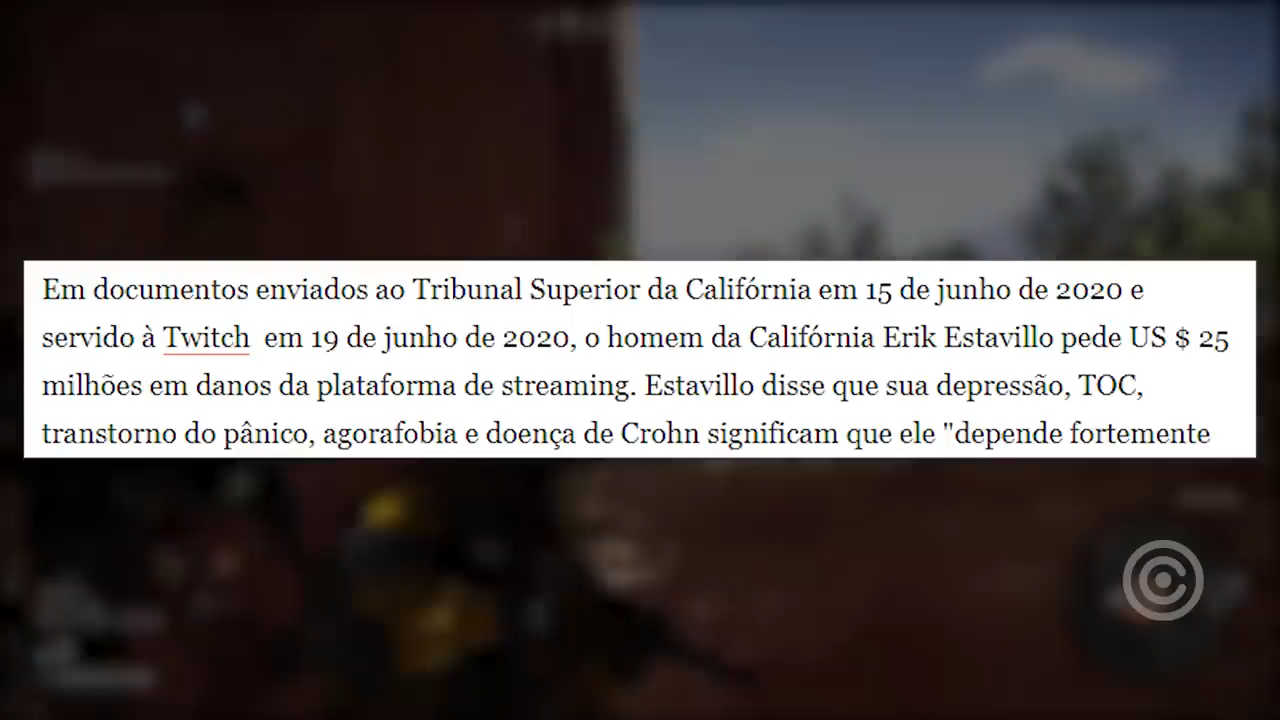 Em documentos enviados ao Tribunal Superior da Califórnia em 15 de junho de 2020 e
servido à Twitch em 19 de junho de 2020, o homem da Califórnia Erik Estavillo pede US $ 25
milhões em danos da plataforma de streaming. Estavillo disse que sua depressão, TOC,
transtorno do pânico, agorafobia e doença de Crohn significam que ele "depende fortemente